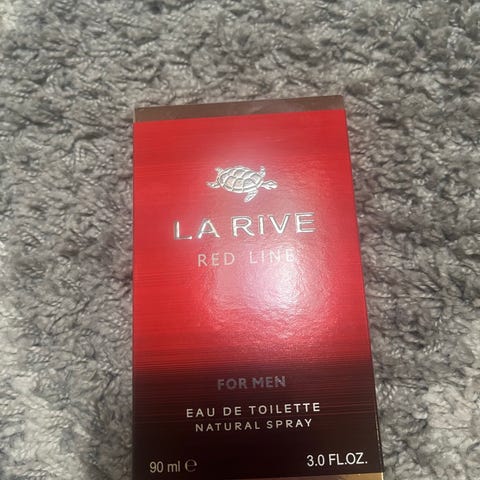 LA RIVE
RED LINE
FOR MEN
EAU DE TOILETTE
NATURAL SPRAY
90 ml ℮ 3.0 FL.OZ.